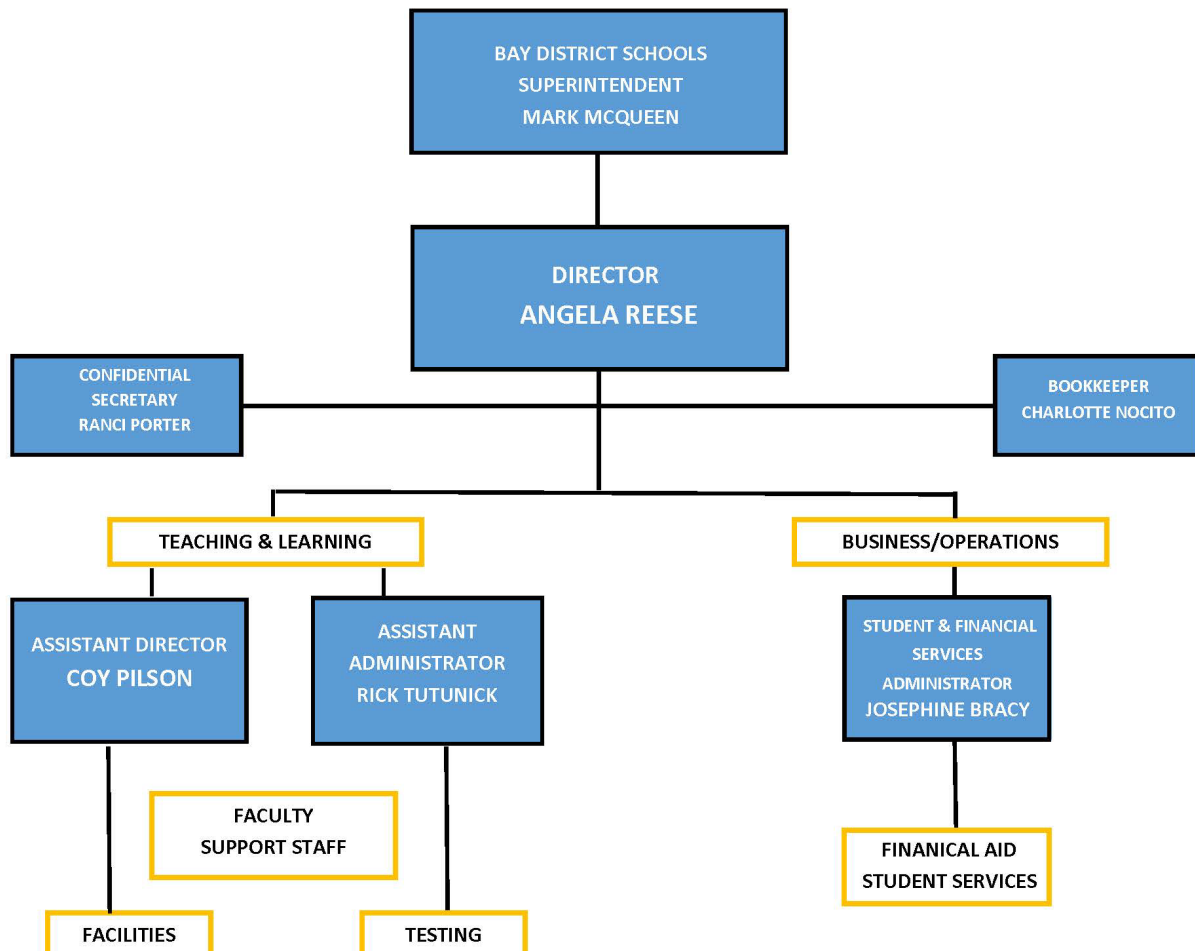 BAY DISTRICT SCHOOLS
SUPERINTENDENT
MARK MCQUEEN
DIRECTOR
ANGELA REESE
CONFIDENTIAL
SECRETARY
RANCI PORTER
BOOKKEEPER
CHARLOTTE NOCITO
TEACHING & LEARNING
BUSINESS/OPERATIONS
ASSISTANT DIRECTOR
COY PILSON
ASSISTANT
ADMINISTRATOR
RICK TUTUNICK
STUDENT & FINANCIAL
SERVICES
ADMINISTRATOR
JOSEPHINE BRACY
FACULTY
SUPPORT STAFF
FINANICAL AID
STUDENT SERVICES
FACILITIES
TESTING